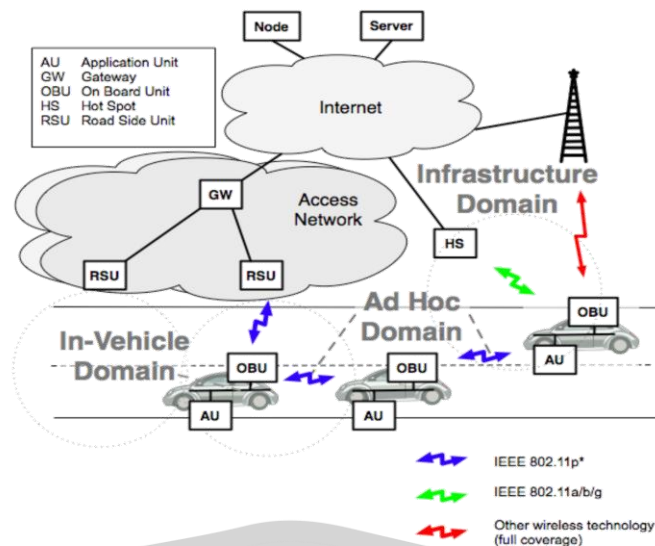 Node
Server
AU Application Unit
GW Gateway
OBU On Board Unit
HS Hot Spot
RSU Road Side Unit
Internet
GW
Access
Network
Infrastructure
Domain
HS
RSU
RSU
Ad Hoc
Domain
In-Vehicle
Domain
OBU
AU
OBU
AU
OBU
AU
IEEE 802.11p*
IEEE 802.11a/b/g
Other wireless technology
(full coverage)